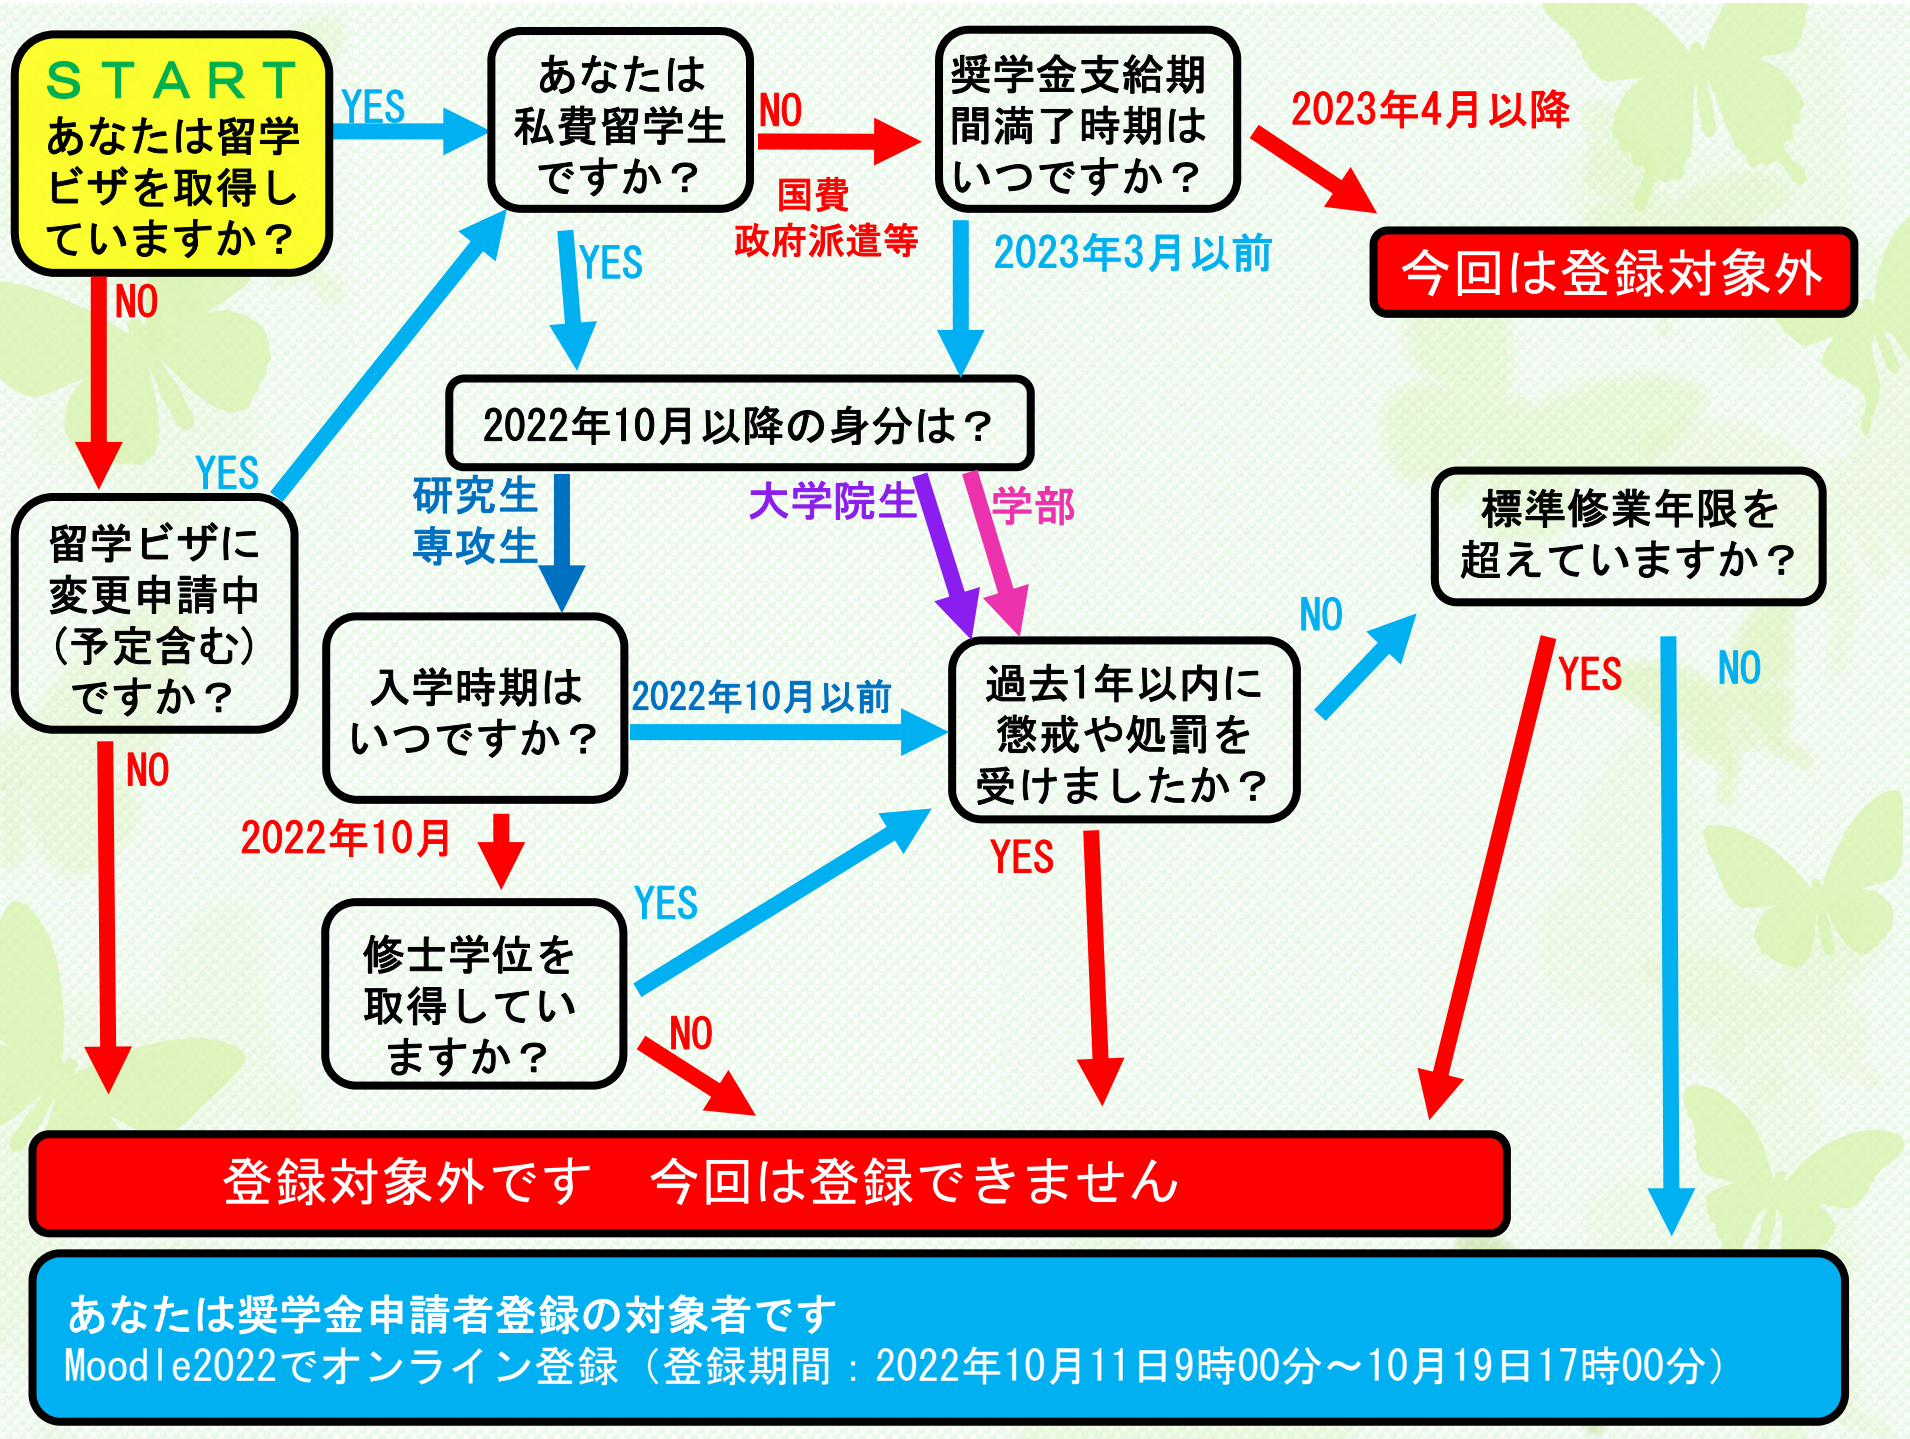 ＳＴＡＲＴ
あなたは留学
ビザを取得し
ていますか？
YES
NO
あなたは
私費留学生
ですか？
NO
国費
政府派遣等
YES
奨学金支給期
間満了時期は
いつですか？
2023年4月以降
2023年3月以前
今回は登録対象外
2022年10月以降の身分は？
研究生
専攻生
大学院生
学部
YES
留学ビザに
変更申請中
（予定含む）
ですか？
NO
入学時期は
いつですか？
2022年10月以前
2022年10月
修士学位を
取得してい
ますか？
YES
NO
過去1年以内に
懲戒や処罰を
受けましたか？
NO
YES
標準修業年限を
超えていますか？
YES
NO
登録対象外です　今回は登録できません
あなたは奨学金申請者登録の対象者です
Moodle2022でオンライン登録（登録期間：2022年10月11日9時00分～10月19日17時00分）